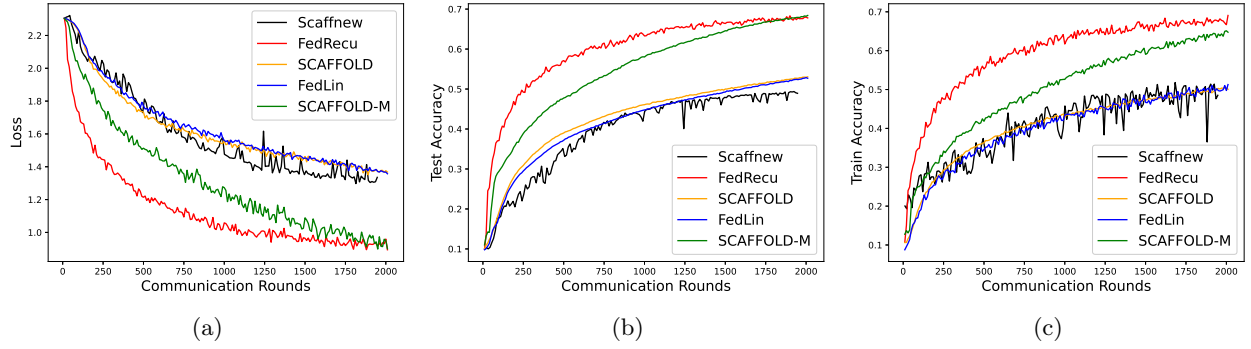 2.2
2.0
1.8
1.6
1.4
1.2
1.0
Loss
0 250 500 750 1000 1250 1500 1750 2000
Communication Rounds
Scaffnew
FedRecu
SCAFFOLD
FedLin
SCAFFOLD-M
(a)
0.7
0.6
0.5
0.4
0.3
0.2
0.1
Test Accuracy
0 250 500 750 1000 1250 1500 1750 2000
Communication Rounds
Scaffnew
FedRecu
SCAFFOLD
FedLin
SCAFFOLD-M
(b)
0.7
0.6
0.5
0.4
0.3
0.2
0.1
Train Accuracy
0 250 500 750 1000 1250 1500 1750 2000
Communication Rounds
Scaffnew
FedRecu
SCAFFOLD
FedLin
SCAFFOLD-M
(c)